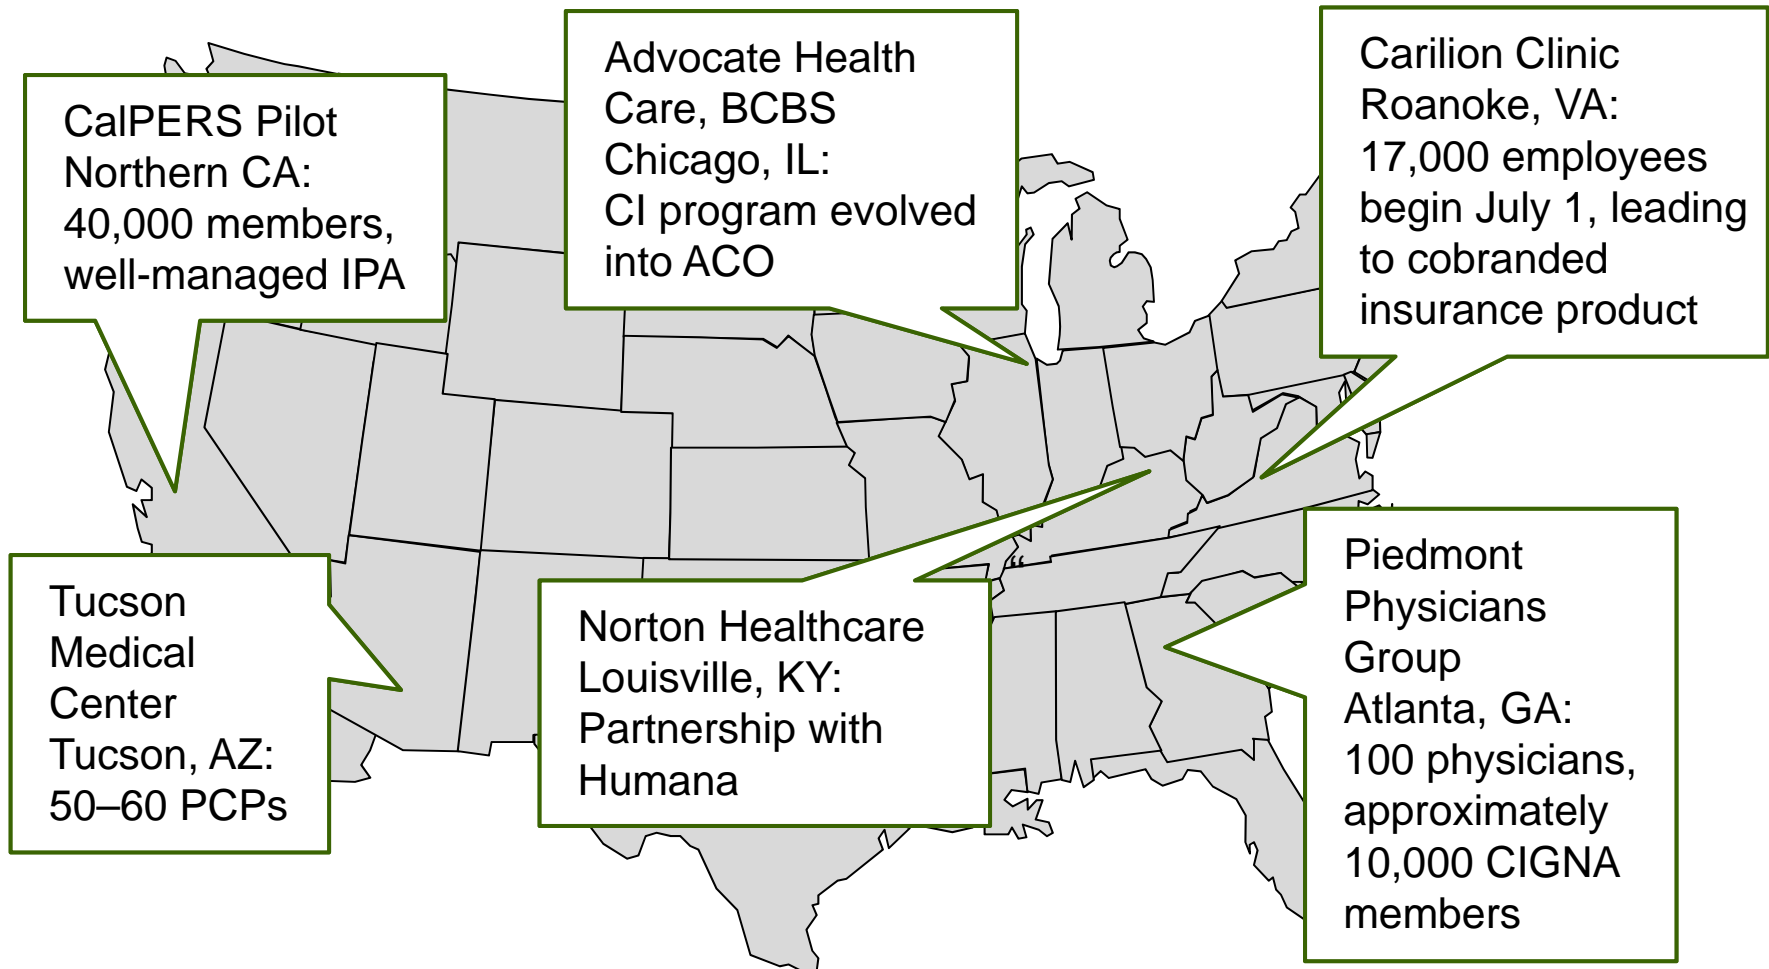 CalPERS Pilot
Northern CA:
40,000 members,
well-managed IPA
Advocate Health
Care, BCBS
Chicago, IL:
CI program evolved
into ACO
Carilion Clinic
Roanoke, VA:
17,000 employees
begin July 1, leading
to cobranded
insurance product
Tucson
Medical
Center
Tucson, AZ:
50–60 PCPs
Norton Healthcare
Louisville, KY:
Partnership with
Humana
Piedmont
Physicians
Group
Atlanta, GA:
100 physicians,
approximately
10,000 CIGNA
members